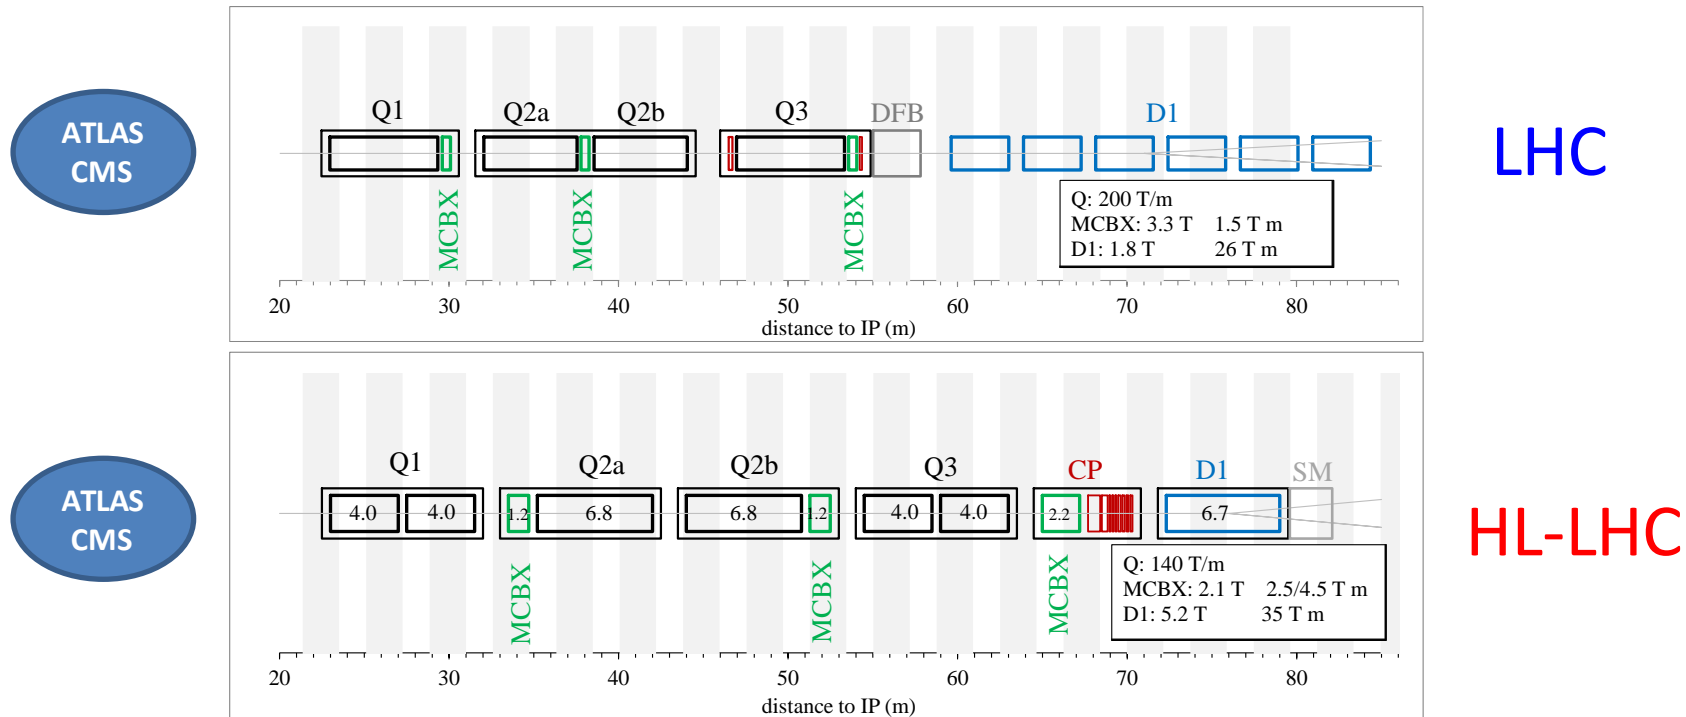 Q1 Q2a Q2b Q3 DFB D1
ATLAS
CMS
LHC
MCBX MCBX MCBX
Q: 200 T/m
MCBX: 3.3 T 1.5 T m
D1: 1.8 T 26 T m
20 30 40 50 60 70 80
distance to IP (m)
Q1 Q2a Q2b Q3 CP D1 SM
ATLAS
CMS
4.0 4.0 1.2 6.8 6.8 1.2 4.0 4.0 2.2 6.7
HL-LHC
MCBX MCBX MCBX
Q: 140 T/m
MCBX: 2.1 T 2.5/4.5 T m
D1: 5.2 T 35 T m
20 30 40 50 60 70 80
distance to IP (m)